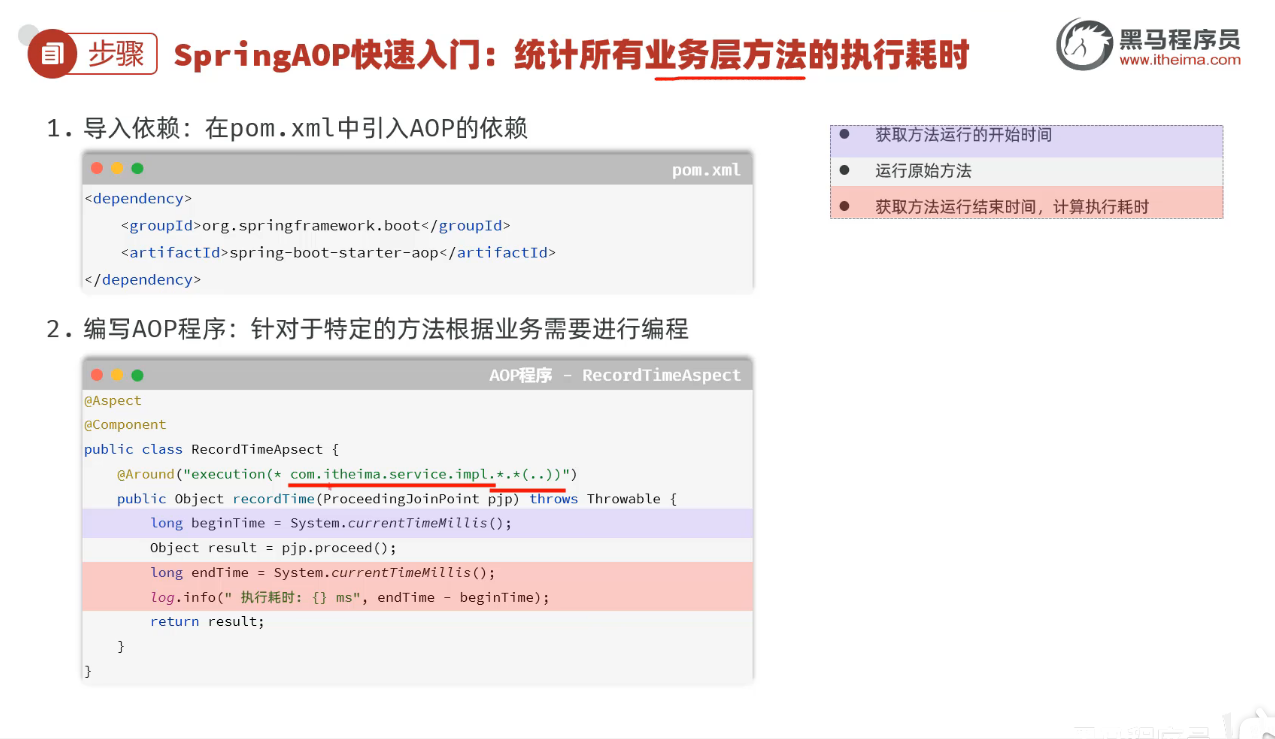 步骤
SpringAOP快速入门：统计所有业务层方法的执行耗时
黑马程序员
www.itheima.com
1. 导入依赖：在pom.xml中引入AOP的依赖
pom.xml
<dependency>
<groupId>org.springframework.boot</groupId>
<artifactId>spring-boot-starter-aop</artifactId>
</dependency>
● 获取方法运行的开始时间
● 运行原始方法
● 获取方法运行结束时间，计算执行耗时
2. 编写AOP程序：针对于特定的方法根据业务需要进行编程
AOP程序 - RecordTimeAspect
@Aspect
@Component
public class RecordTimeApsect {
@Around("execution(* com.itheima.service.impl.*.*(..))")
public Object recordTime(ProceedingJoinPoint pjp) throws Throwable {
long beginTime = System.currentTimeMillis();
Object result = pjp.proceed();
long endTime = System.currentTimeMillis();
log.info(" 执行耗时: {} ms", endTime - beginTime);
return result;
}
}